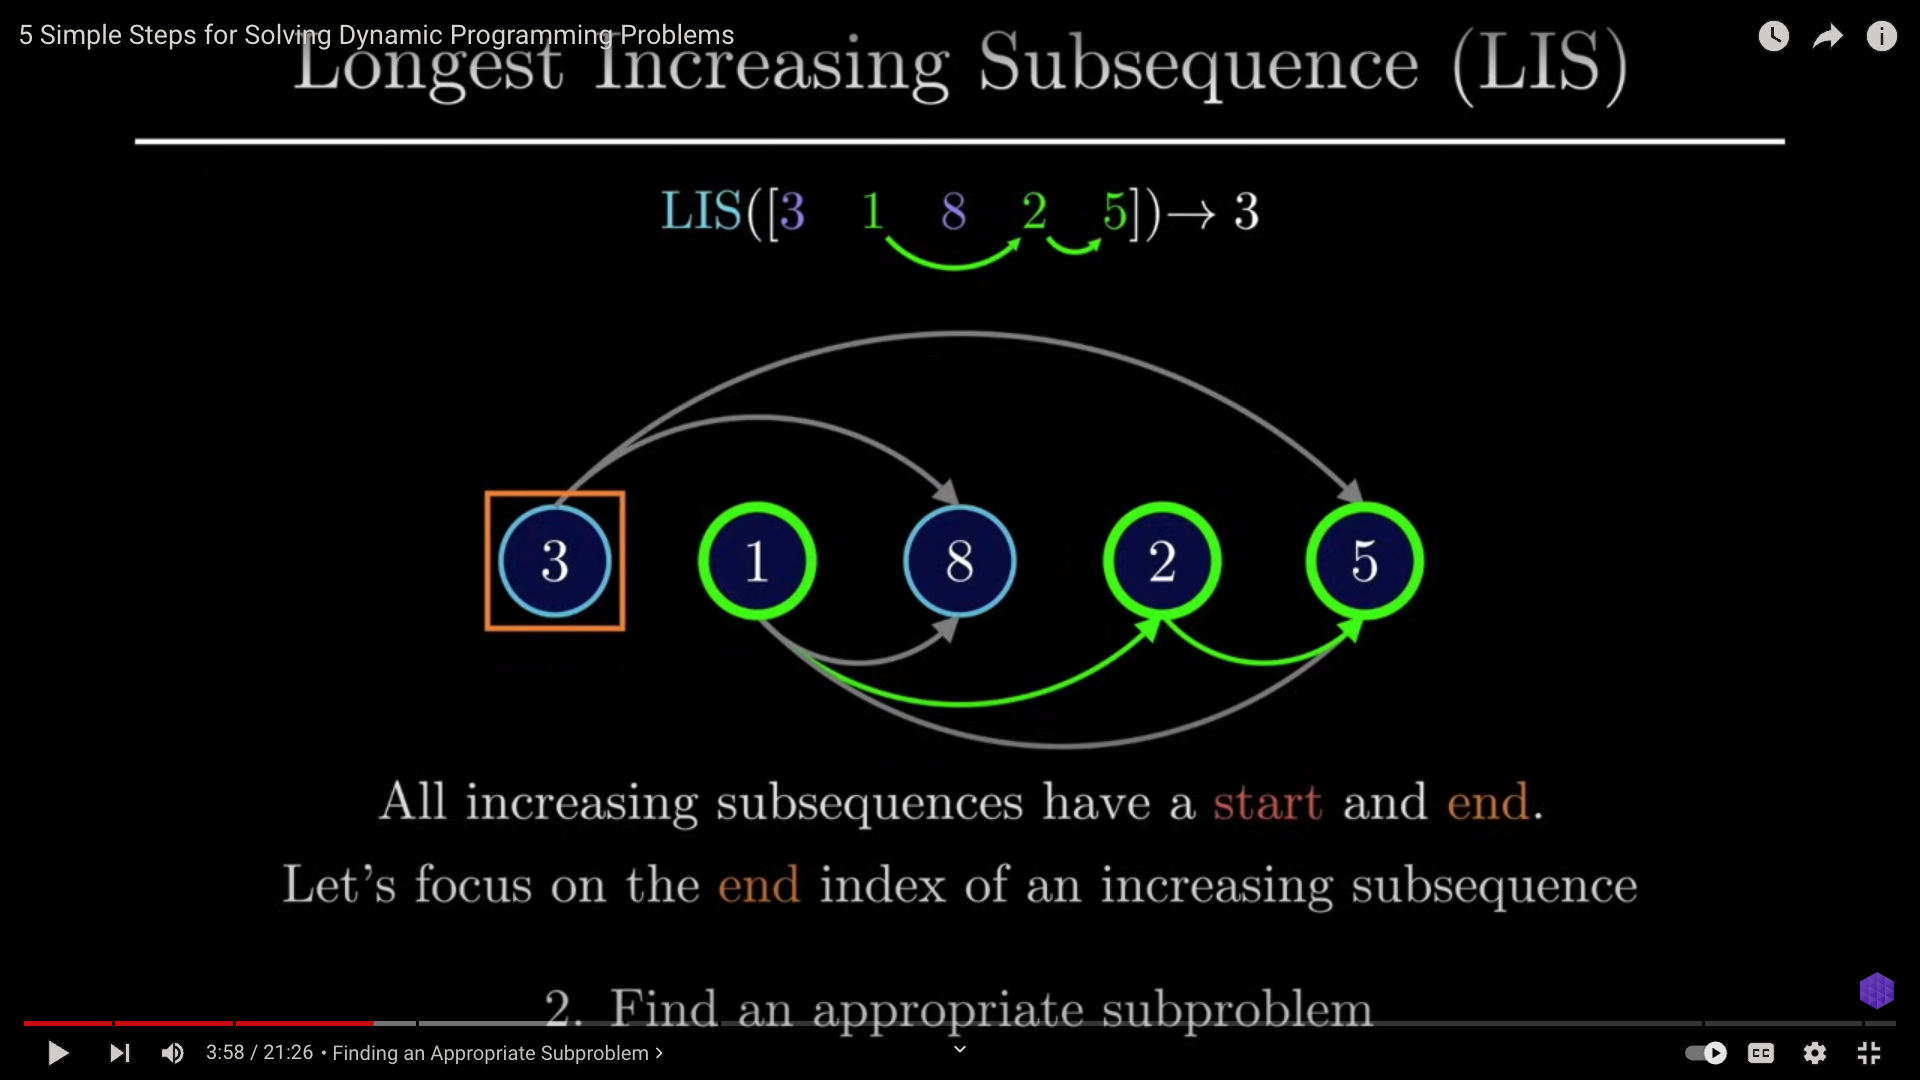 5 Simple Steps for Solving Dynamic Programming Problems
Longest Increasing Subsequence (LIS)
LIS([3 1 8 2 5])→ 3
3 1 8 2 5
All increasing subsequences have a start and end.
Let's focus on the end index of an increasing subsequence
2. Find an appropriate subproblem
3:58 / 21:26 • Finding an Appropriate Subproblem >
CC